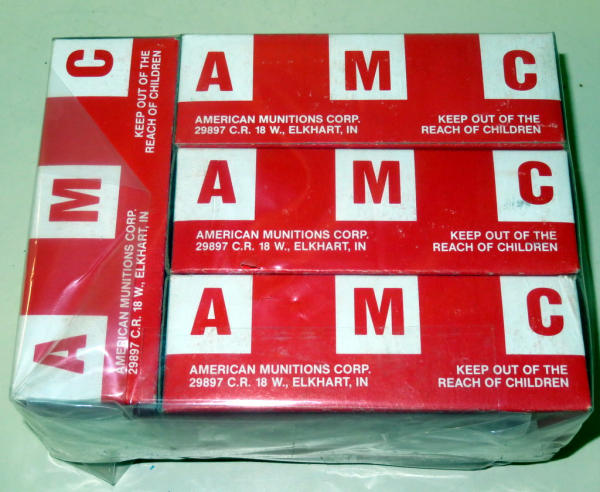 A M C
AMERICAN MUNITIONS CORP.
29897 C.R. 18 W., ELKHART, IN
KEEP OUT OF THE
REACH OF CHILDREN
A M C
AMERICAN MUNITIONS CORP.
29897 C.R. 18 W., ELKHART, IN
KEEP OUT OF THE
REACH OF CHILDREN
A M C
AMERICAN MUNITIONS CORP.
29897 C.R. 18 W., ELKHART, IN
KEEP OUT OF THE
REACH OF CHILDREN
A M C
AMERICAN MUNITIONS CORP.
29897 C.R. 18 W., ELKHART, IN
KEEP OUT OF THE
REACH OF CHILDREN